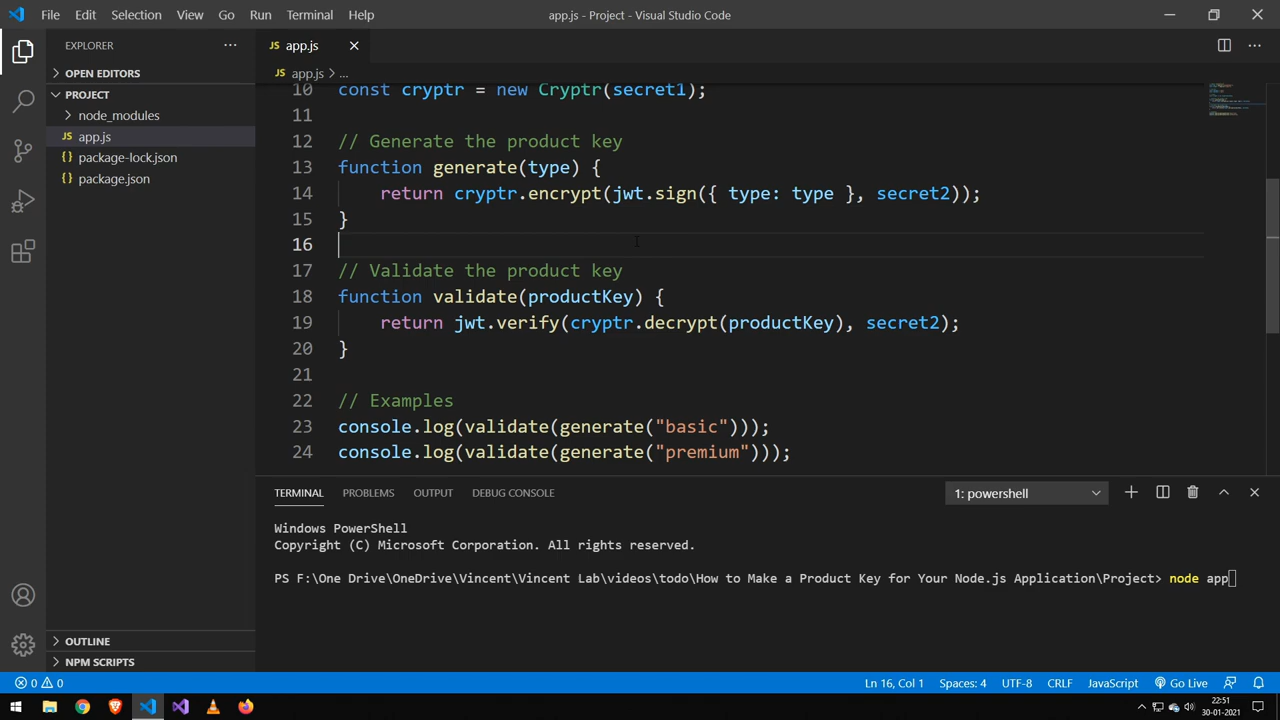 File Edit Selection View Go Run Terminal Help app.js - Project - Visual Studio Code
EXPLORER
OPEN EDITORS
PROJECT
node_modules
JS app.js
{} package-lock.json
{} package.json
OUTLINE
NPM SCRIPTS
JS app.js
JS app.js > ...
10 const cryptr = new Cryptr(secret1);
11
12 // Generate the product key
13 function generate(type) {
14 return cryptr.encrypt(jwt.sign({ type: type }, secret2));
15 }
16
17 // Validate the product key
18 function validate(productKey) {
19 return jwt.verify(cryptr.decrypt(productKey), secret2);
20 }
21
22 // Examples
23 console.log(validate(generate("basic")));
24 console.log(validate(generate("premium")));
TERMINAL PROBLEMS OUTPUT DEBUG CONSOLE 1: powershell
Windows PowerShell
Copyright (C) Microsoft Corporation. All rights reserved.
PS F:\One Drive\OneDrive\Vincent\Vincent Lab\videos\todo\How to Make a Product Key for Your Node.js Application\Project> node app
0 0 Ln 16, Col 1 Spaces: 4 UTF-8 CRLF JavaScript Go Live
22:51
30-01-2021